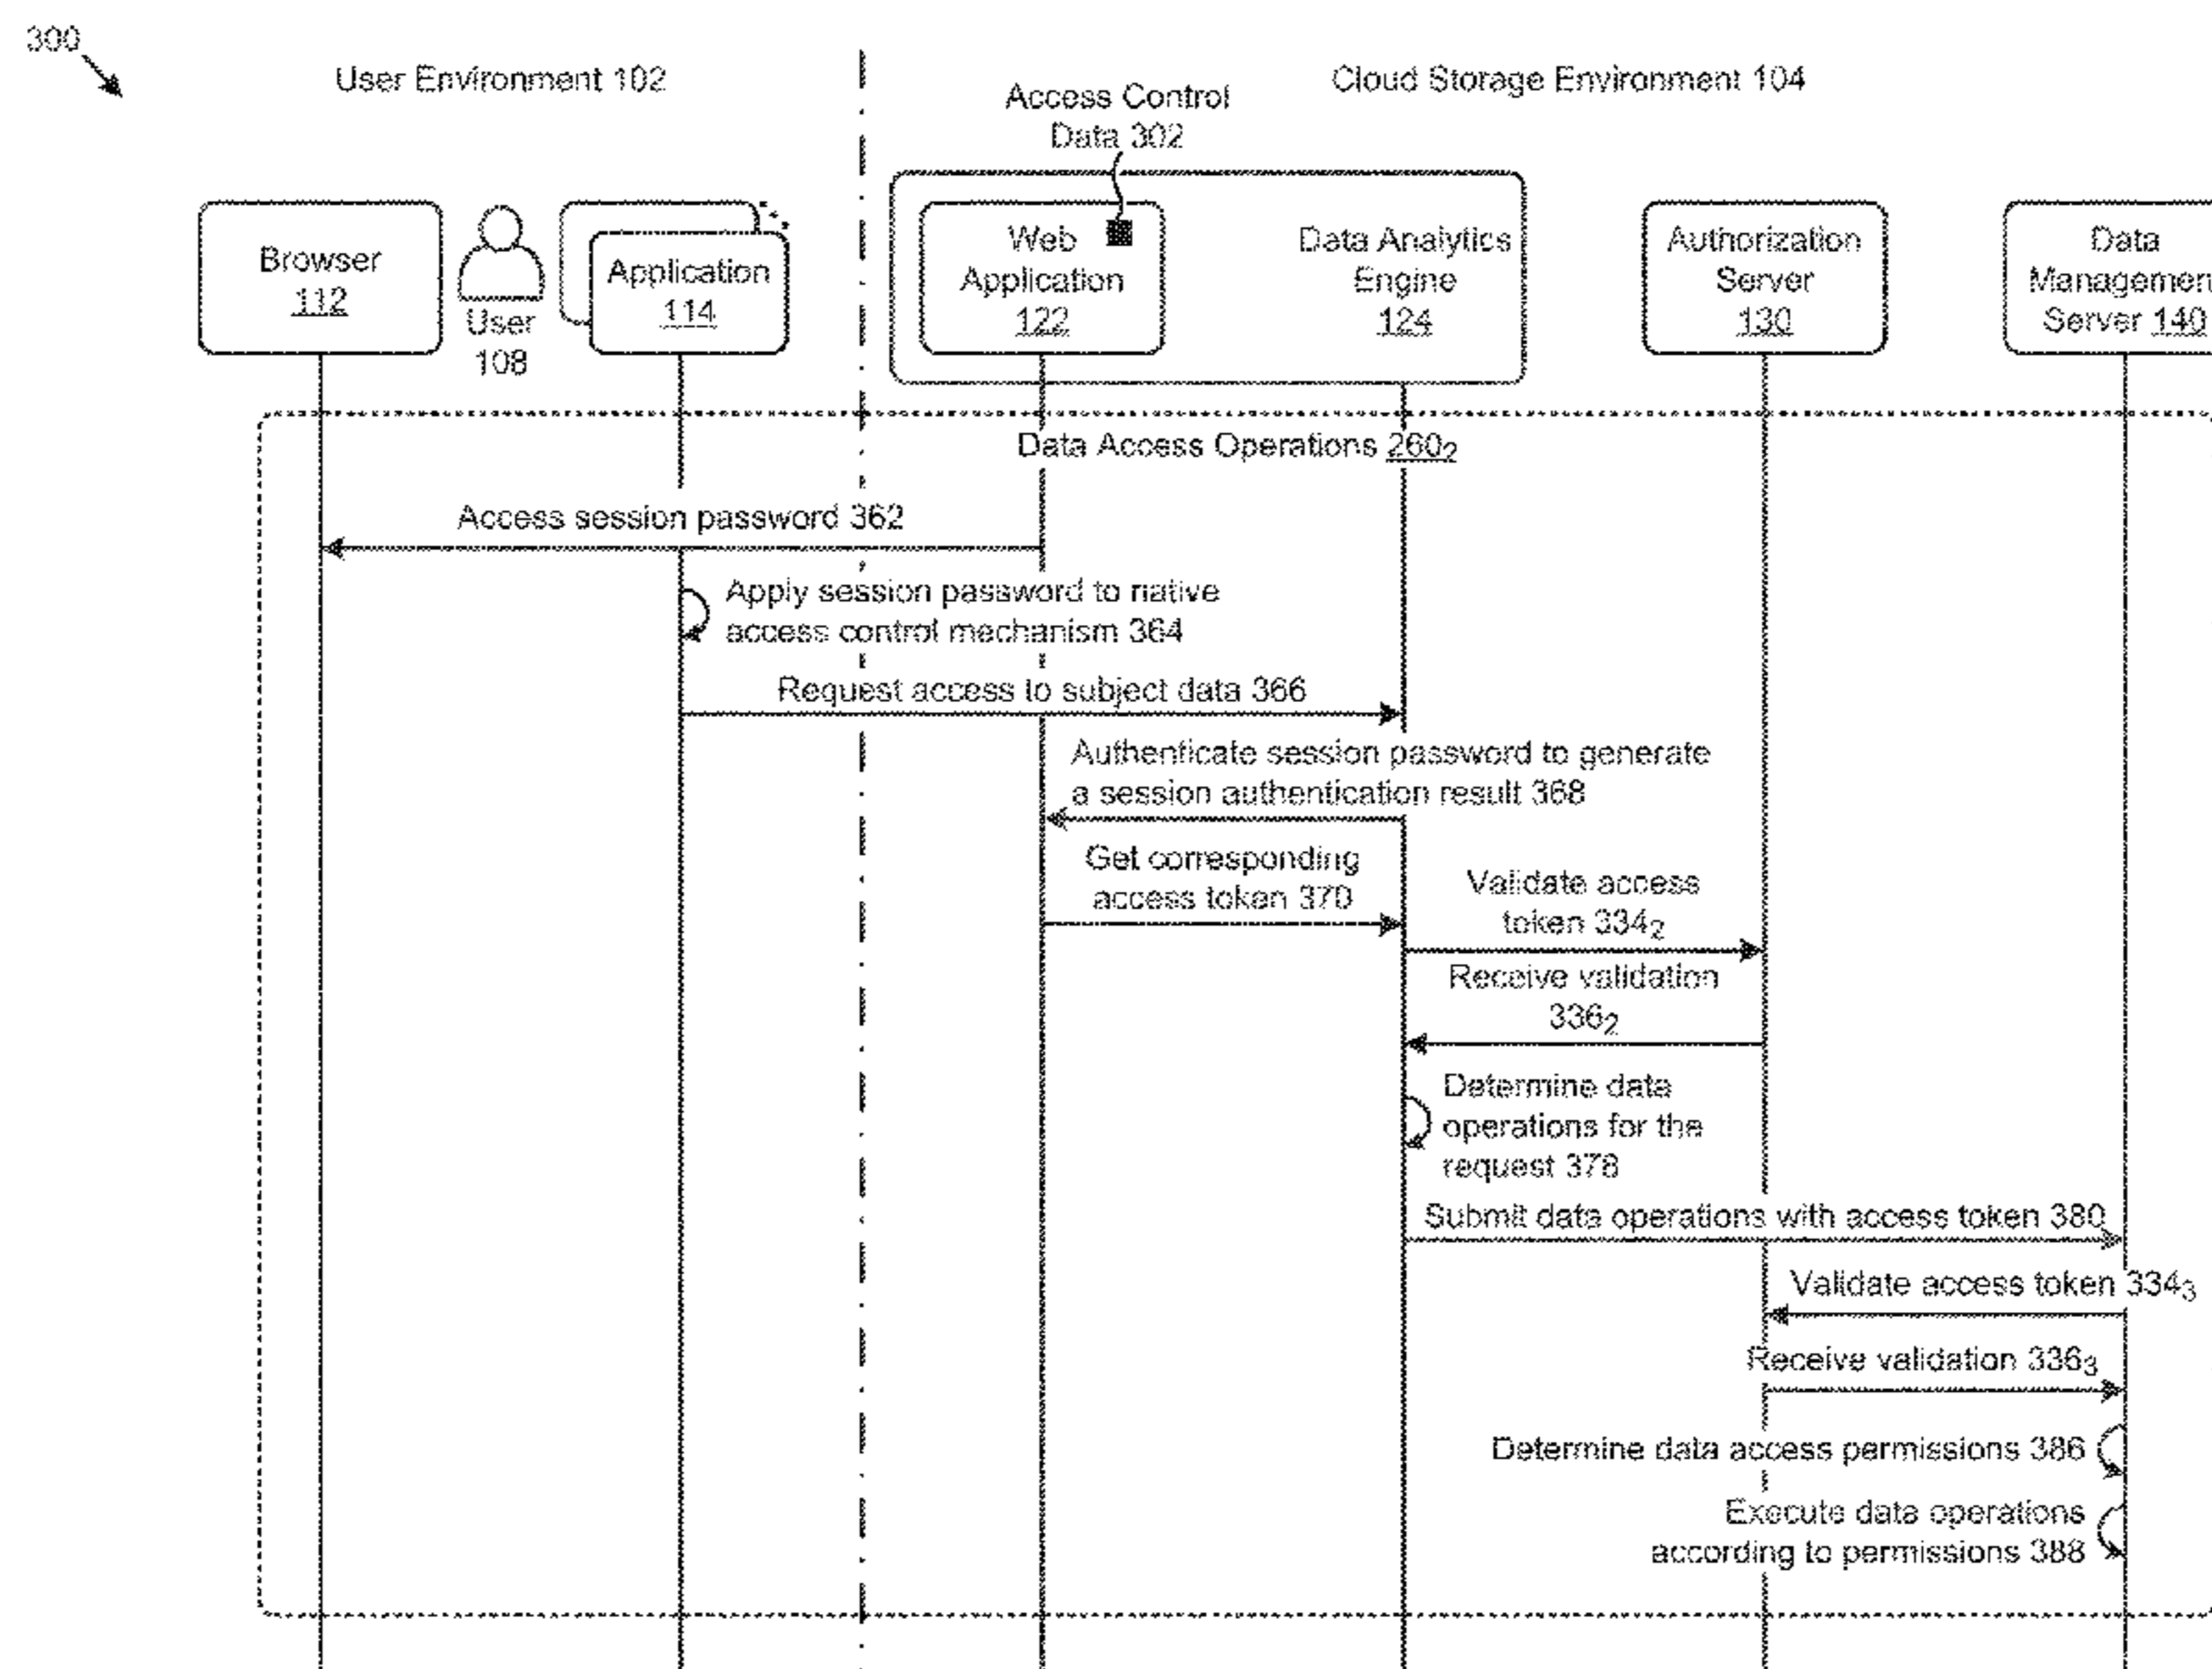 300
User Environment 102
Cloud Storage Environment 104
Access Control
Data 302
Browser
112
User
108
Application
114
Web
Application
122
Data Analytics
Engine
124
Authorization
Server
130
Data
Managemen
Server 140
Data Access Operations 260₂
Access session password 362
Apply session password to native
access control mechanism 364
Request access to subject data 366
Authenticate session password to generate
a session authentication result 368
Get corresponding
access token 370
Validate access
token 334₂
Receive validation
336₂
Determine data
operations for the
request 378
Submit data operations with access token 380
Validate access token 334₃
Receive validation 336₃
Determine data access permissions 386
Execute data operations
according to permissions 388